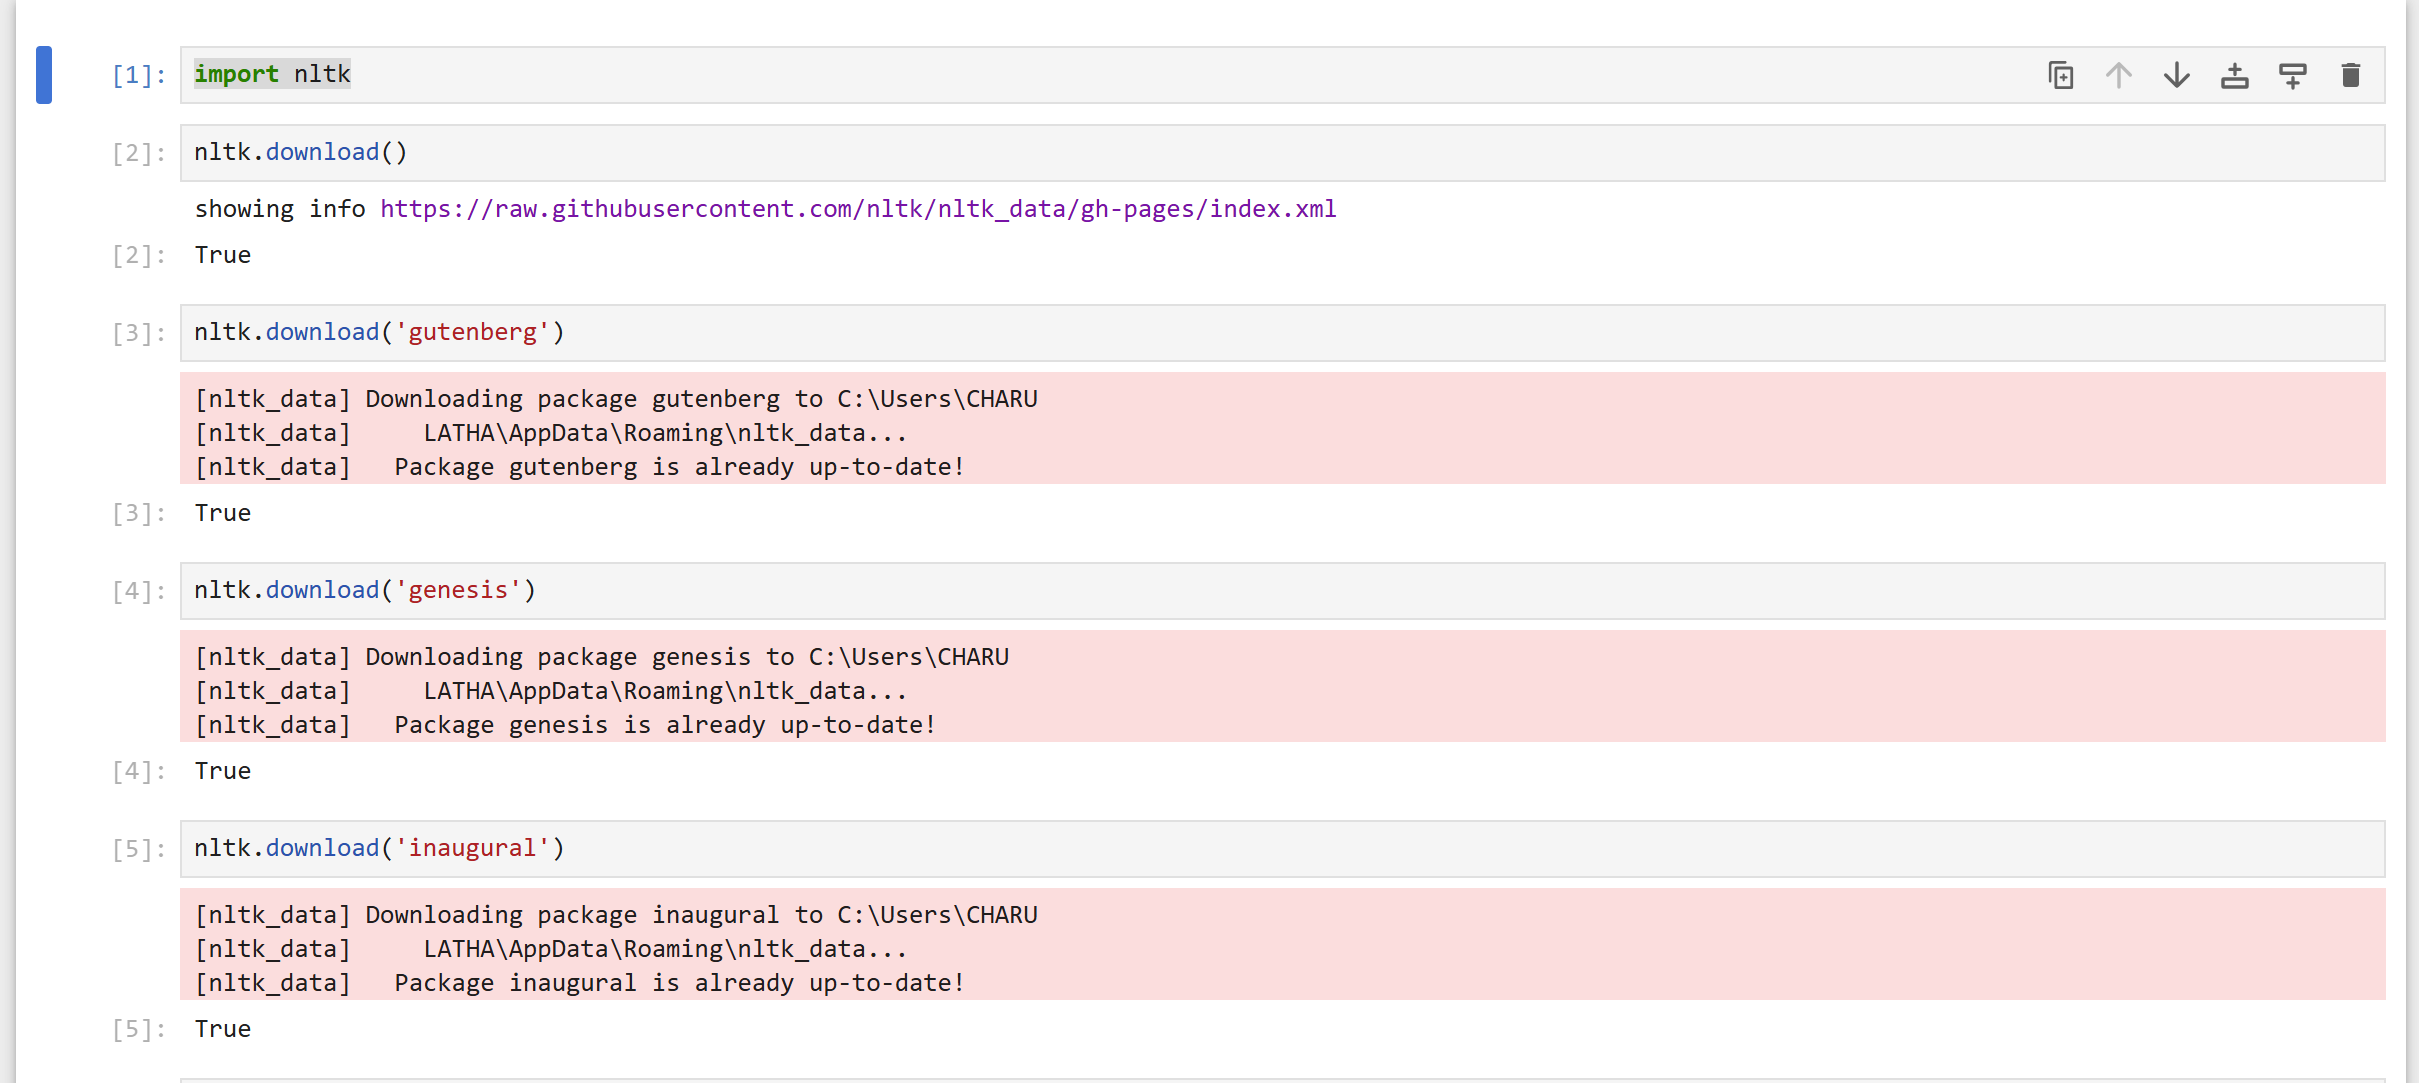 [1]: import nltk
[2]: nltk.download()
showing info https://raw.githubusercontent.com/nltk/nltk_data/gh-pages/index.xml
[2]: True
[3]: nltk.download('gutenberg')
[nltk_data] Downloading package gutenberg to C:\Users\CHARU
[nltk_data]     LATHA\AppData\Roaming\nltk_data...
[nltk_data]   Package gutenberg is already up-to-date!
[3]: True
[4]: nltk.download('genesis')
[nltk_data] Downloading package genesis to C:\Users\CHARU
[nltk_data]     LATHA\AppData\Roaming\nltk_data...
[nltk_data]   Package genesis is already up-to-date!
[4]: True
[5]: nltk.download('inaugural')
[nltk_data] Downloading package inaugural to C:\Users\CHARU
[nltk_data]     LATHA\AppData\Roaming\nltk_data...
[nltk_data]   Package inaugural is already up-to-date!
[5]: True